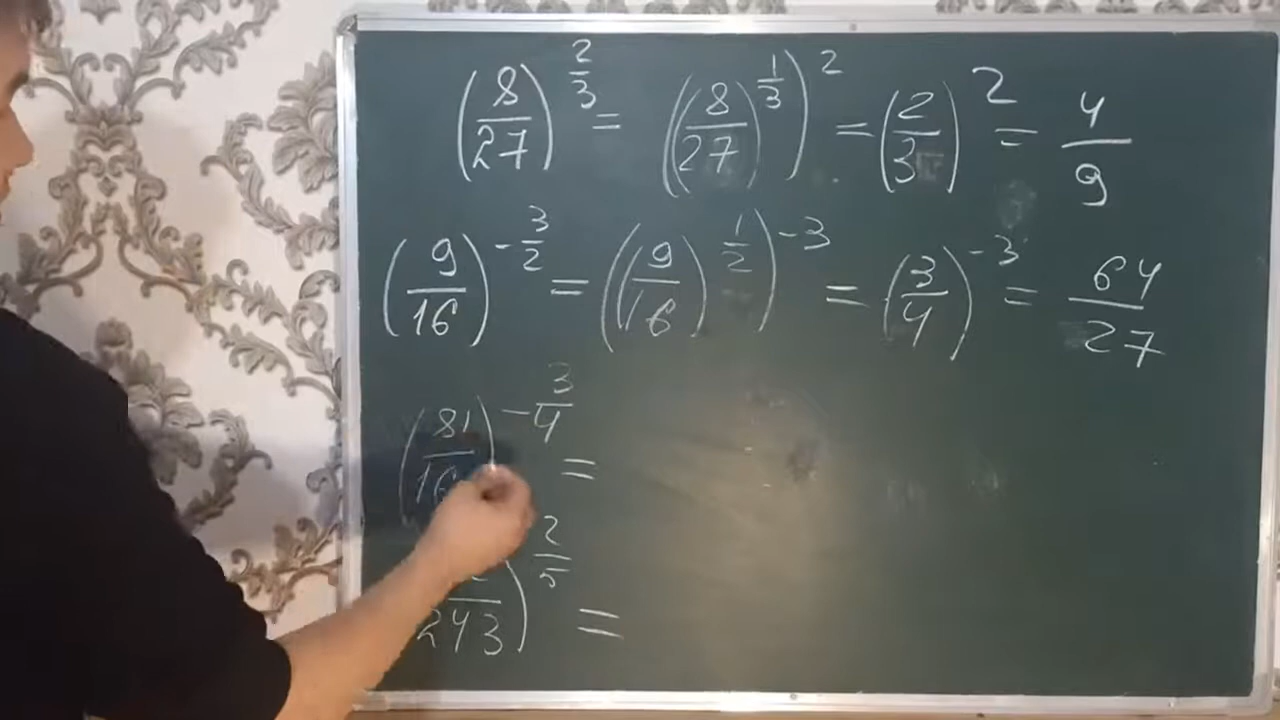 (8/27)^(2/3) = ((8/27)^(1/3))^2 = (2/3)^2 = 4/9
(9/16)^(-3/2) = ((9/16)^(1/2))^(-3) = (3/4)^(-3) = 64/27
(81/16)^(-3/4) =
243)^(2/5) =